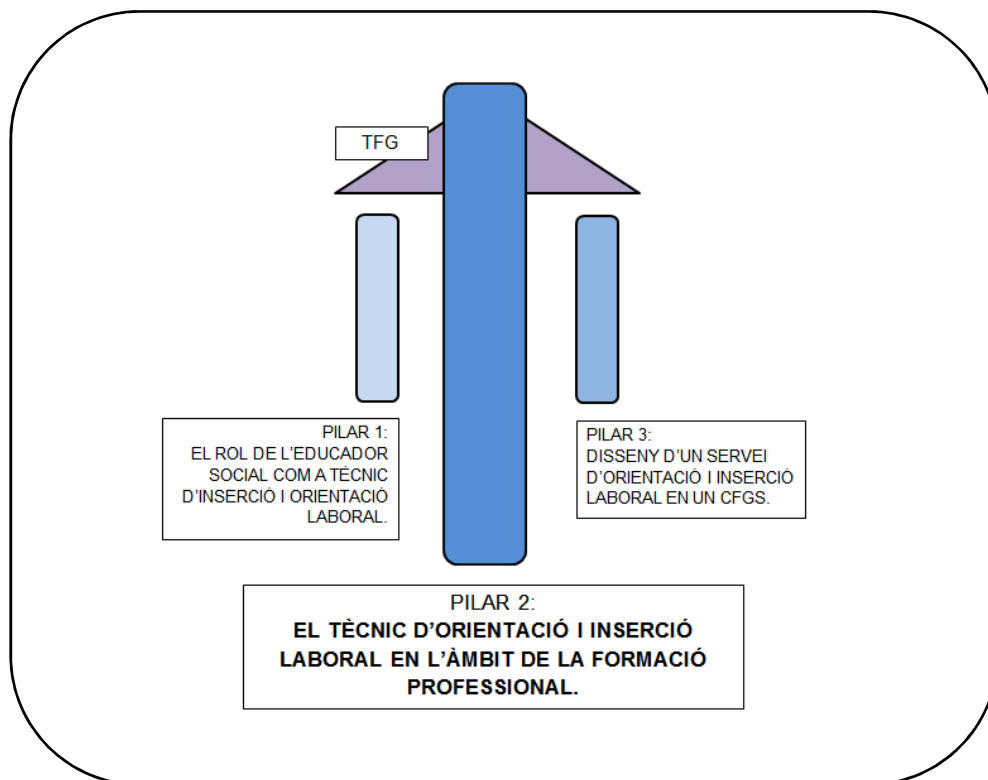 TFG
PILAR 1:
EL ROL DE L'EDUCADOR
SOCIAL COM A TÈCNIC
D'INSERCIÓ I ORIENTACIÓ
LABORAL.
PILAR 3:
DISSENY D'UN SERVEI
D'ORIENTACIÓ I INSERCIÓ
LABORAL EN UN CFGS.
PILAR 2:
EL TÈCNIC D'ORIENTACIÓ I INSERCIÓ
LABORAL EN L'ÀMBIT DE LA FORMACIÓ
PROFESSIONAL.